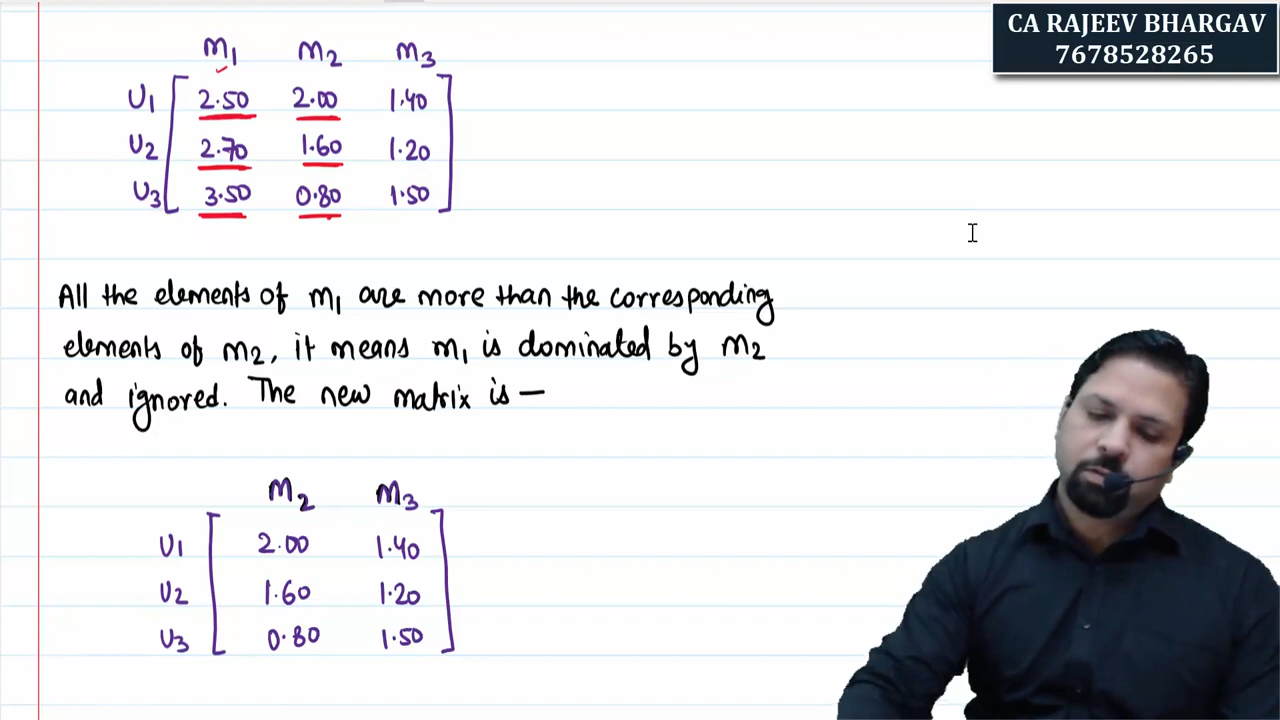 CA RAJEEV BHARGAV
7678528265
m1 m2 m3
U1 2.50 2.00 1.40
U2 2.70 1.60 1.20
U3 3.50 0.80 1.50
All the elements of m1 are more than the corresponding
elements of m2, it means m1 is dominated by m2
and ignored. The new matrix is —
m2 m3
U1 2.00 1.40
U2 1.60 1.20
U3 0.80 1.50